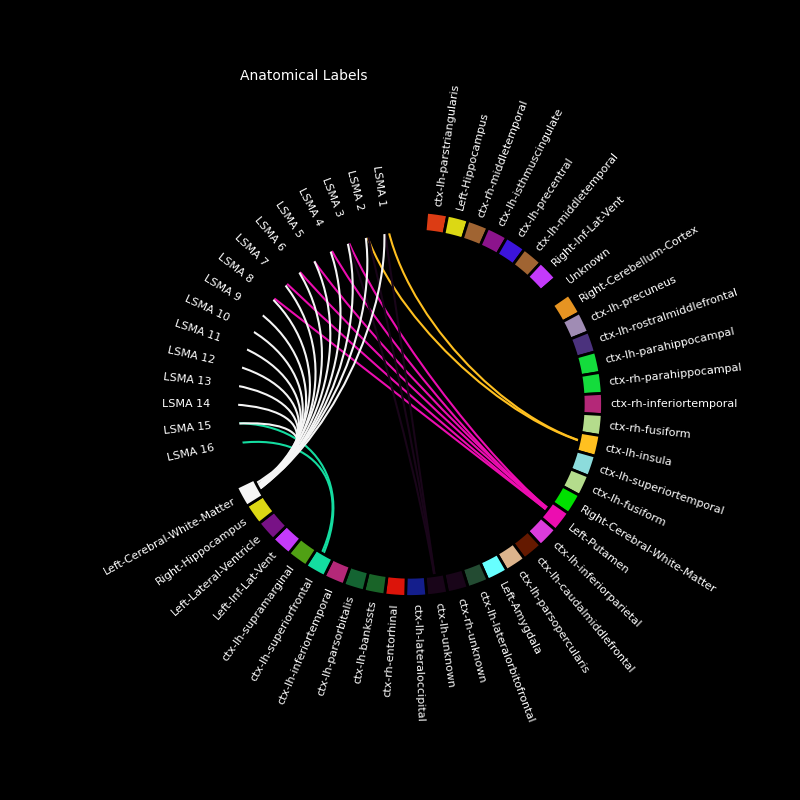 Anatomical Labels
ctx-lh-parstriangularis
Left-Hippocampus
ctx-rh-middletemporal
ctx-lh-isthmuscingulate
ctx-lh-precentral
ctx-lh-middletemporal
Right-Inf-Lat-Vent
Unknown
Right-Cerebellum-Cortex
ctx-lh-precuneus
ctx-lh-rostralmiddlefrontal
ctx-lh-parahippocampal
ctx-rh-parahippocampal
ctx-rh-inferiortemporal
ctx-rh-fusiform
ctx-lh-insula
ctx-lh-superiortemporal
ctx-lh-fusiform
Right-Cerebral-White-Matter
Left-Putamen
ctx-lh-inferiorparietal
ctx-lh-caudalmiddlefrontal
ctx-lh-parsopercularis
Left-Amygdala
ctx-lh-lateralorbitofrontal
ctx-rh-unknown
ctx-lh-unknown
ctx-lh-lateraloccipital
ctx-rh-entorhinal
ctx-lh-bankssts
ctx-lh-parsorbitalis
ctx-lh-inferiortemporal
ctx-lh-superiorfrontal
ctx-lh-supramarginal
Left-Inf-Lat-Vent
Left-Lateral-Ventricle
Right-Hippocampus
Left-Cerebral-White-Matter
LSMA 16
LSMA 15
LSMA 14
LSMA 13
LSMA 12
LSMA 11
LSMA 10
LSMA 9
LSMA 8
LSMA 7
LSMA 6
LSMA 5
LSMA 4
LSMA 3
LSMA 2
LSMA 1